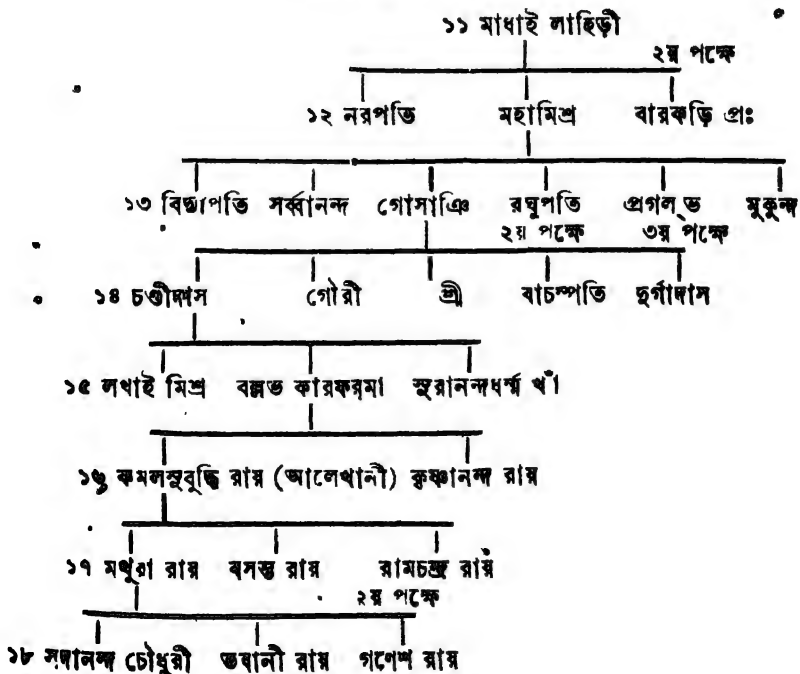 ১১ মাধাই লাহিড়ী
২য় পক্ষে
১২ নরপতি মহামিশ্র বারকড়ি প্রঃ
১৩ বিদ্যাপতি সর্ব্বানন্দ গোসাঞি রঘুপতি প্রগল্‌ভ মুকুন্দ
২য় পক্ষে ৩য় পক্ষে
১৪ চণ্ডীদাস গৌরী শ্রী বাচস্পতি দুর্গাদাস
১৫ লখাই মিশ্র বল্লভ কারফরমা সুরানন্দধর্ম্ম খাঁ
১৬ কমলসুবুদ্ধি রায় (আলেখানী) কৃষ্ণানন্দ রায়
১৭ মথুরা রায় বসন্ত রায় রামচন্দ্র রায়
২য় পক্ষে
১৮ সদানন্দ চৌধুরী ভবানী রায় গণেশ রায়